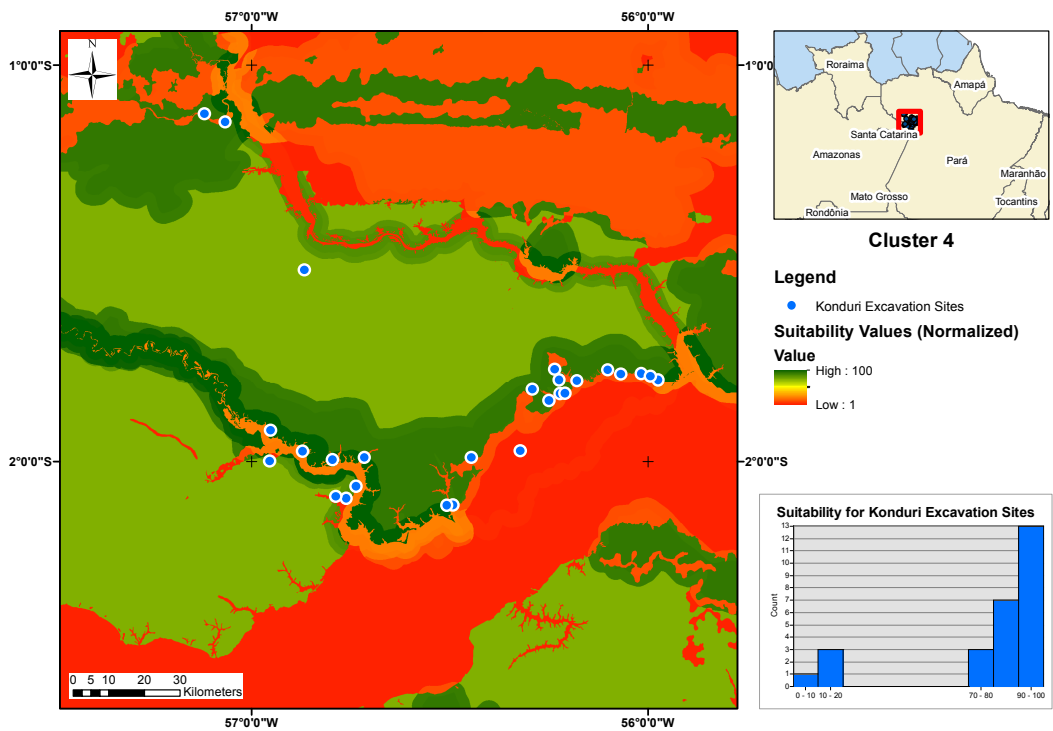 57°0'0"W
56°0'0"W
1°0'0"S
1°0'0
N
2°0'0"S
2°0'0"S
0 5 10 20 30
Kilometers
57°0'0"W
56°0'0"W
Roraima
Amapá
Santa Catarina
Amazonas
Pará
Maranhão
Mato Grosso
Tocantins
Rondônia
Cluster 4
Legend
Konduri Excavation Sites
Suitability Values (Normalized)
Value
High : 100
Low : 1
Suitability for Konduri Excavation Sites
13
12
11
10
9
8
7
6
5
4
3
2
1
0
Count
0 - 10 10 - 20 70 - 80 90 - 100